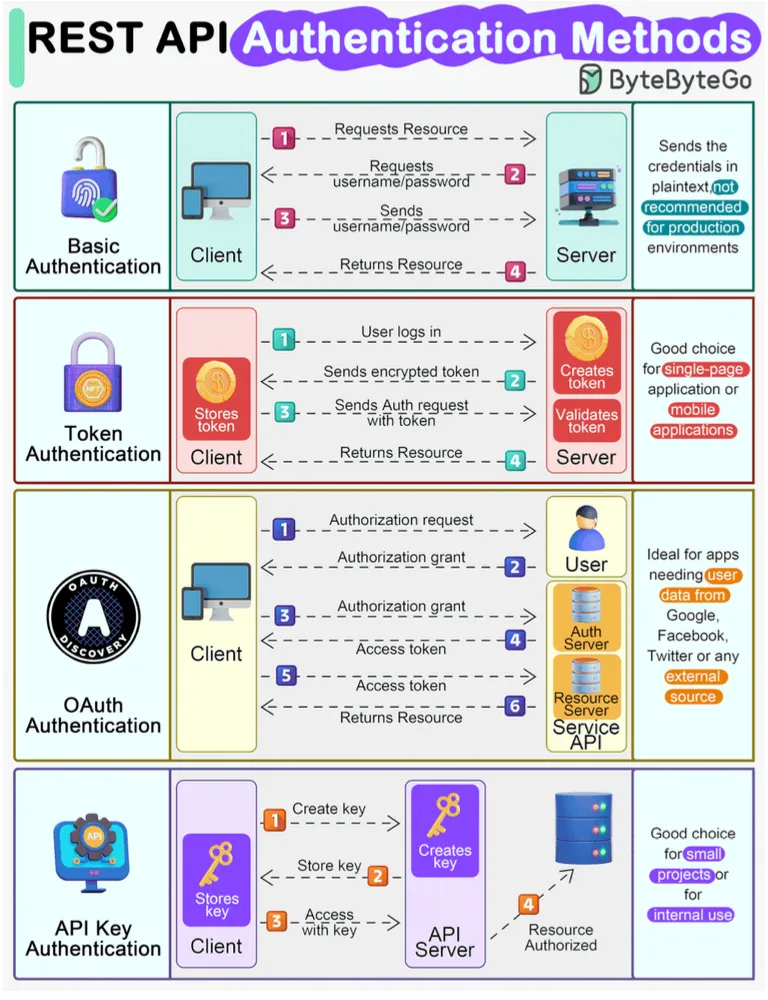 REST API Authentication Methods
ByteByteGo
Basic
Authentication
Client
1
Requests Resource
Requests
username/password
2
3
Sends
username/password
Returns Resource
4
Server
Sends the
credentials in
plaintext,not
recommended
for production
environments
NFT
Token
Authentication
Stores
token
Client
1
User logs in
Sends encrypted token
2
3
Sends Auth request
with token
Returns Resource
4
Creates
token
Validates
token
Server
Good choice
for single-page
application or
mobile
applications
OAUTH
A
DISCOVERY
OAuth
Authentication
Client
1
Authorization request
Authorization grant
2
3
Authorization grant
4
Access token
5
Access token
6
Returns Resource
User
Auth
Server
Resource
Server
Service
API
Ideal for apps
needing user
data from
Google,
Facebook,
Twitter or any
external
source
API
API Key
Authentication
Stores
key
Client
1
Create key
Store key
2
3
Access
with key
Creates
key
API
Server
4
Resource
Authorized
Good choice
for small
projects or
for
internal use